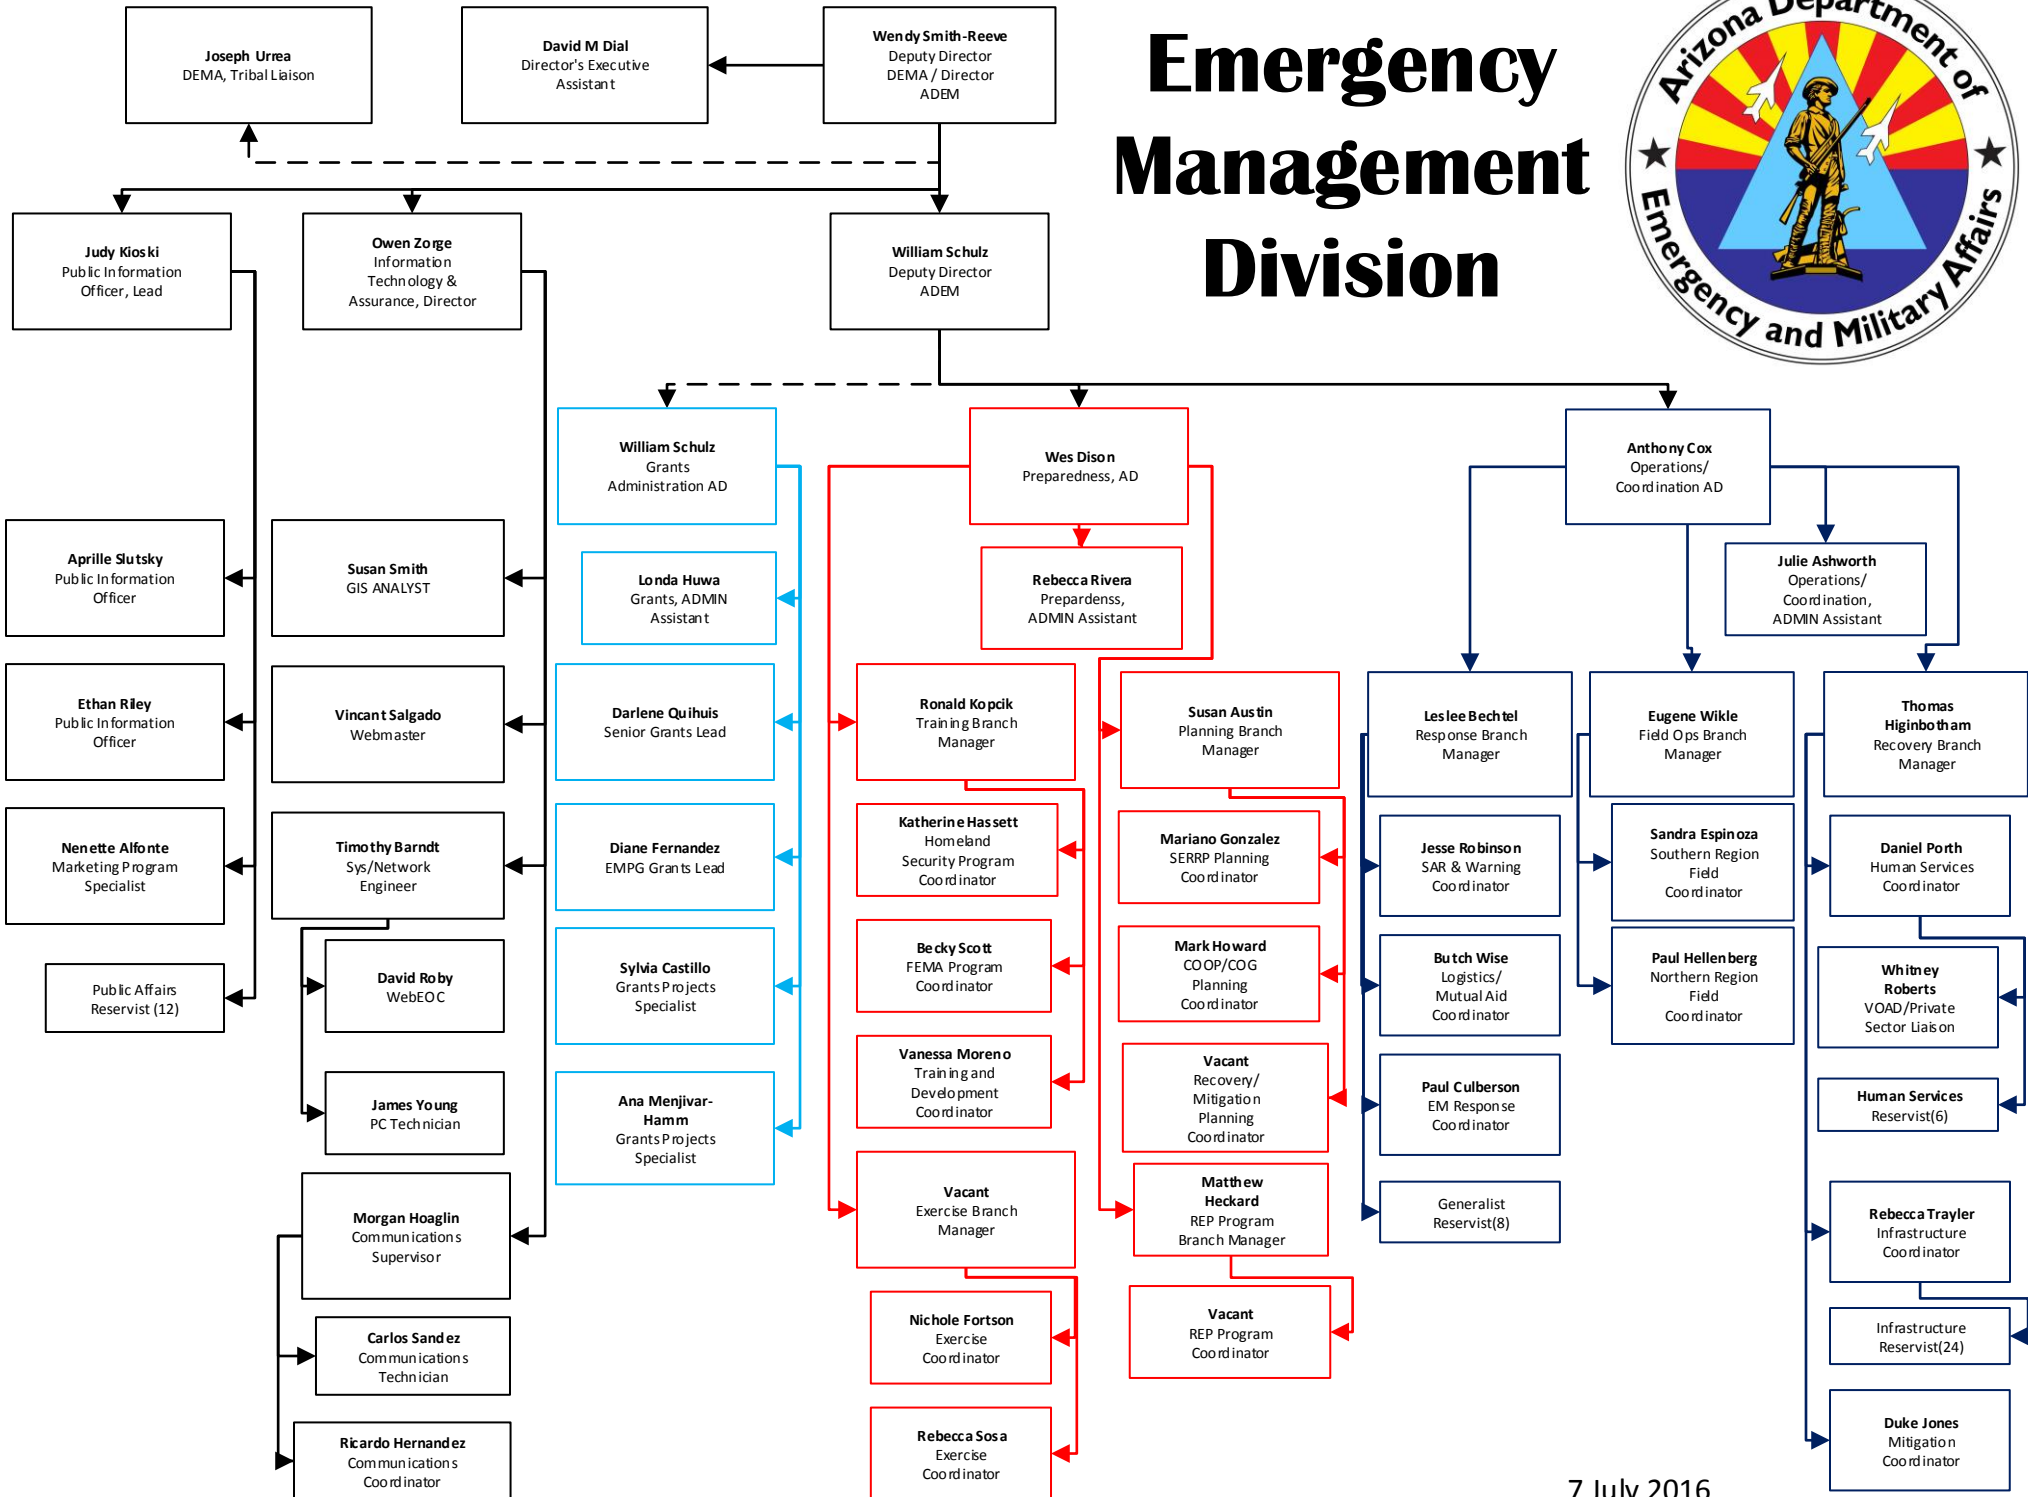 Joseph Urrea
DEMA, Tribal Liaison
David M Dial
Director's Executive
Assistant
Wendy Smith-Reeve
Deputy Director
DEMA / Director
ADEM
Emergency
Management
Division
Arizona Department of
Emergency and Military Affairs
Judy Kioski
Public Information
Officer, Lead
Owen Zorge
Information
Technology &
Assurance, Director
William Schulz
Deputy Director
ADEM
William Schulz
Grants
Administration AD
Wes Dison
Preparedness, AD
Anthony Cox
Operations/
Coordination AD
Aprille Slutsky
Public Information
Officer
Susan Smith
GIS ANALYST
Londa Huwa
Grants, ADMIN
Assistant
Rebecca Rivera
Prepardenss,
ADMIN Assistant
Julie Ashworth
Operations/
Coordination,
ADMIN Assistant
Ethan Riley
Public Information
Officer
Vincant Salgado
Webmaster
Darlene Quihuis
Senior Grants Lead
Ronald Kopcik
Training Branch
Manager
Susan Austin
Planning Branch
Manager
Leslee Bechtel
Response Branch
Manager
Eugene Wikle
Field Ops Branch
Manager
Thomas
Higinbotham
Recovery Branch
Manager
Nenette Alfonte
Marketing Program
Specialist
Timothy Barndt
Sys/Network
Engineer
Diane Fernandez
EMPG Grants Lead
Katherine Hassett
Homeland
Security Program
Coordinator
Mariano Gonzalez
SERRP Planning
Coordinator
Jesse Robinson
SAR & Warning
Coordinator
Sandra Espinoza
Southern Region
Field
Coordinator
Daniel Porth
Human Services
Coordinator
Public Affairs
Reservist (12)
David Roby
WebEOC
Sylvia Castillo
Grants Projects
Specialist
Becky Scott
FEMA Program
Coordinator
Mark Howard
COOP/COG
Planning
Coordinator
Butch Wise
Logistics/
Mutual Aid
Coordinator
Paul Hellenberg
Northern Region
Field
Coordinator
Whitney
Roberts
VOAD/Private
Sector Liaison
James Young
PC Technician
Ana Menjivar-
Hamm
Grants Projects
Specialist
Vanessa Moreno
Training and
Development
Coordinator
Vacant
Recovery/
Mitigation
Planning
Coordinator
Paul Culberson
EM Response
Coordinator
Human Services
Reservist(6)
Morgan Hoaglin
Communications
Supervisor
Vacant
Exercise Branch
Manager
Matthew
Heckard
REP Program
Branch Manager
Generalist
Reservist(8)
Rebecca Trayler
Infrastructure
Coordinator
Carlos Sandez
Communications
Technician
Nichole Fortson
Exercise
Coordinator
Vacant
REP Program
Coordinator
Infrastructure
Reservist(24)
Ricardo Hernandez
Communications
Coordinator
Rebecca Sosa
Exercise
Coordinator
Duke Jones
Mitigation
Coordinator
7 July 2016